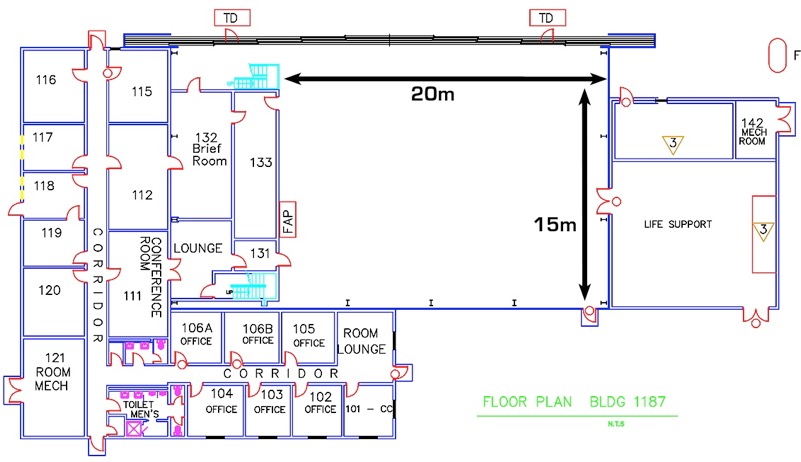 TD
TD
F
116
115
20m
117
132
Brief
Room
133
142
MECH
ROOM
3
118
112
119
C O R R I D O R
CONFERENCE
ROOM
111
LOUNGE
131
FAP
15m
LIFE SUPPORT
3
UP
120
106A
OFFICE
106B
OFFICE
105
OFFICE
ROOM
LOUNGE
121
ROOM
MECH
C O R R I D O R
TOILET
MEN'S
104
OFFICE
103
OFFICE
102
OFFICE
101 - CC
FLOOR PLAN BLDG 1187
N.T.S